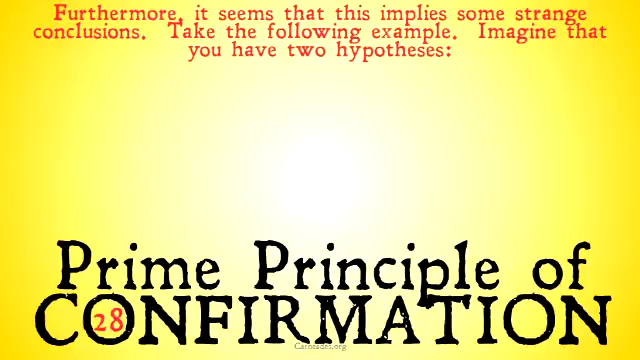 Furthermore, it seems that this implies some strange
conclusions.  Take the following example.  Imagine that
you have two hypotheses:
Prime Principle of
CONFIRMATION
28
Carneades.org